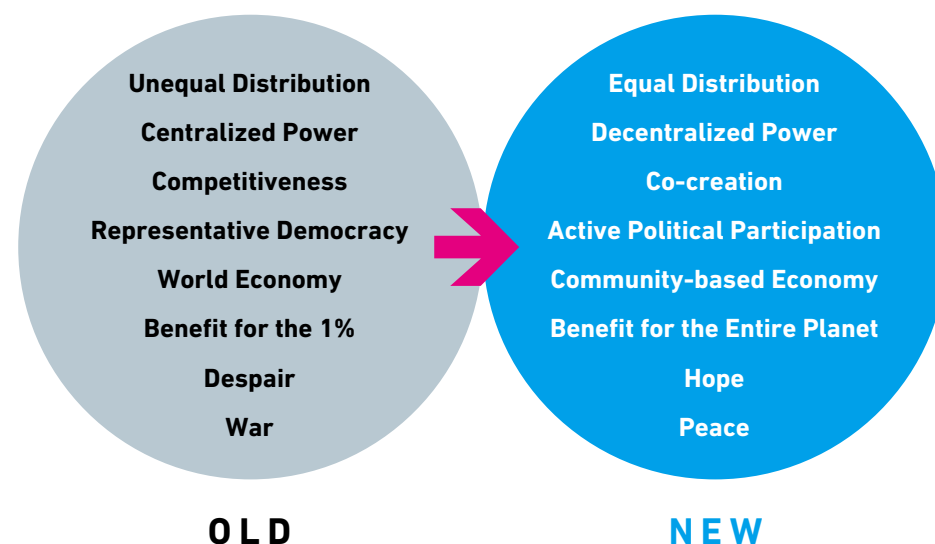 Unequal Distribution
Centralized Power
Competitiveness
Representative Democracy
World Economy
Benefit for the 1%
Despair
War
OLD
Equal Distribution
Decentralized Power
Co-creation
Active Political Participation
Community-based Economy
Benefit for the Entire Planet
Hope
Peace
NEW